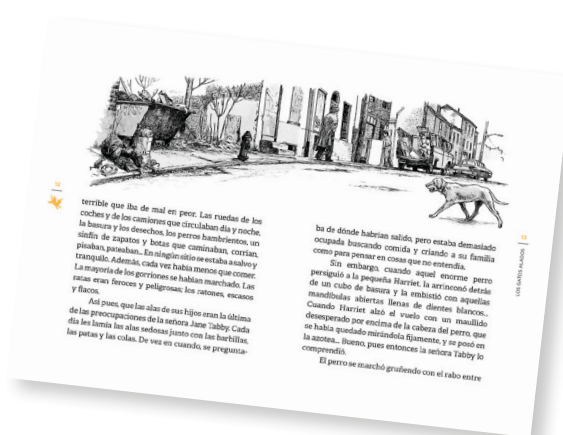 12
terrible que iba de mal en peor. Las ruedas de los
coches y de los camiones que circulaban día y noche,
la basura y los desechos, los perros hambrientos, un
sinfín de zapatos y botas que caminaban, corrían,
pisaban, pateaban... En ningún sitio se estaba a salvo y
tranquilo. Además, cada vez había menos que comer.
La mayoría de los gorriones se habían marchado. Las
ratas eran feroces y peligrosas; los ratones, escasos
y flacos.
Así pues, que las alas de sus hijos eran la última
de las preocupaciones de la señora Jane Tabby. Cada
día les lamía las alas sedosas junto con las barbillas,
las patas y las colas. De vez en cuando, se pregunta-
ba de dónde habrían salido, pero estaba demasiado
ocupada buscando comida y criando a su familia
como para pensar en cosas que no entendía.
Sin embargo, cuando aquel enorme perro
persiguió a la pequeña Harriet, la arrinconó detrás
de un cubo de basura y la embistió con aquellas
mandíbulas abiertas llenas de dientes blancos...
Cuando Harriet alzó el vuelo con un maullido
desesperado por encima de la cabeza del perro, que
se había quedado mirándola fijamente, y se posó en
la azotea... Bueno, pues entonces la señora Tabby lo
comprendió.
El perro se marchó gruñendo con el rabo entre
13
LOS GATOS ALADOS